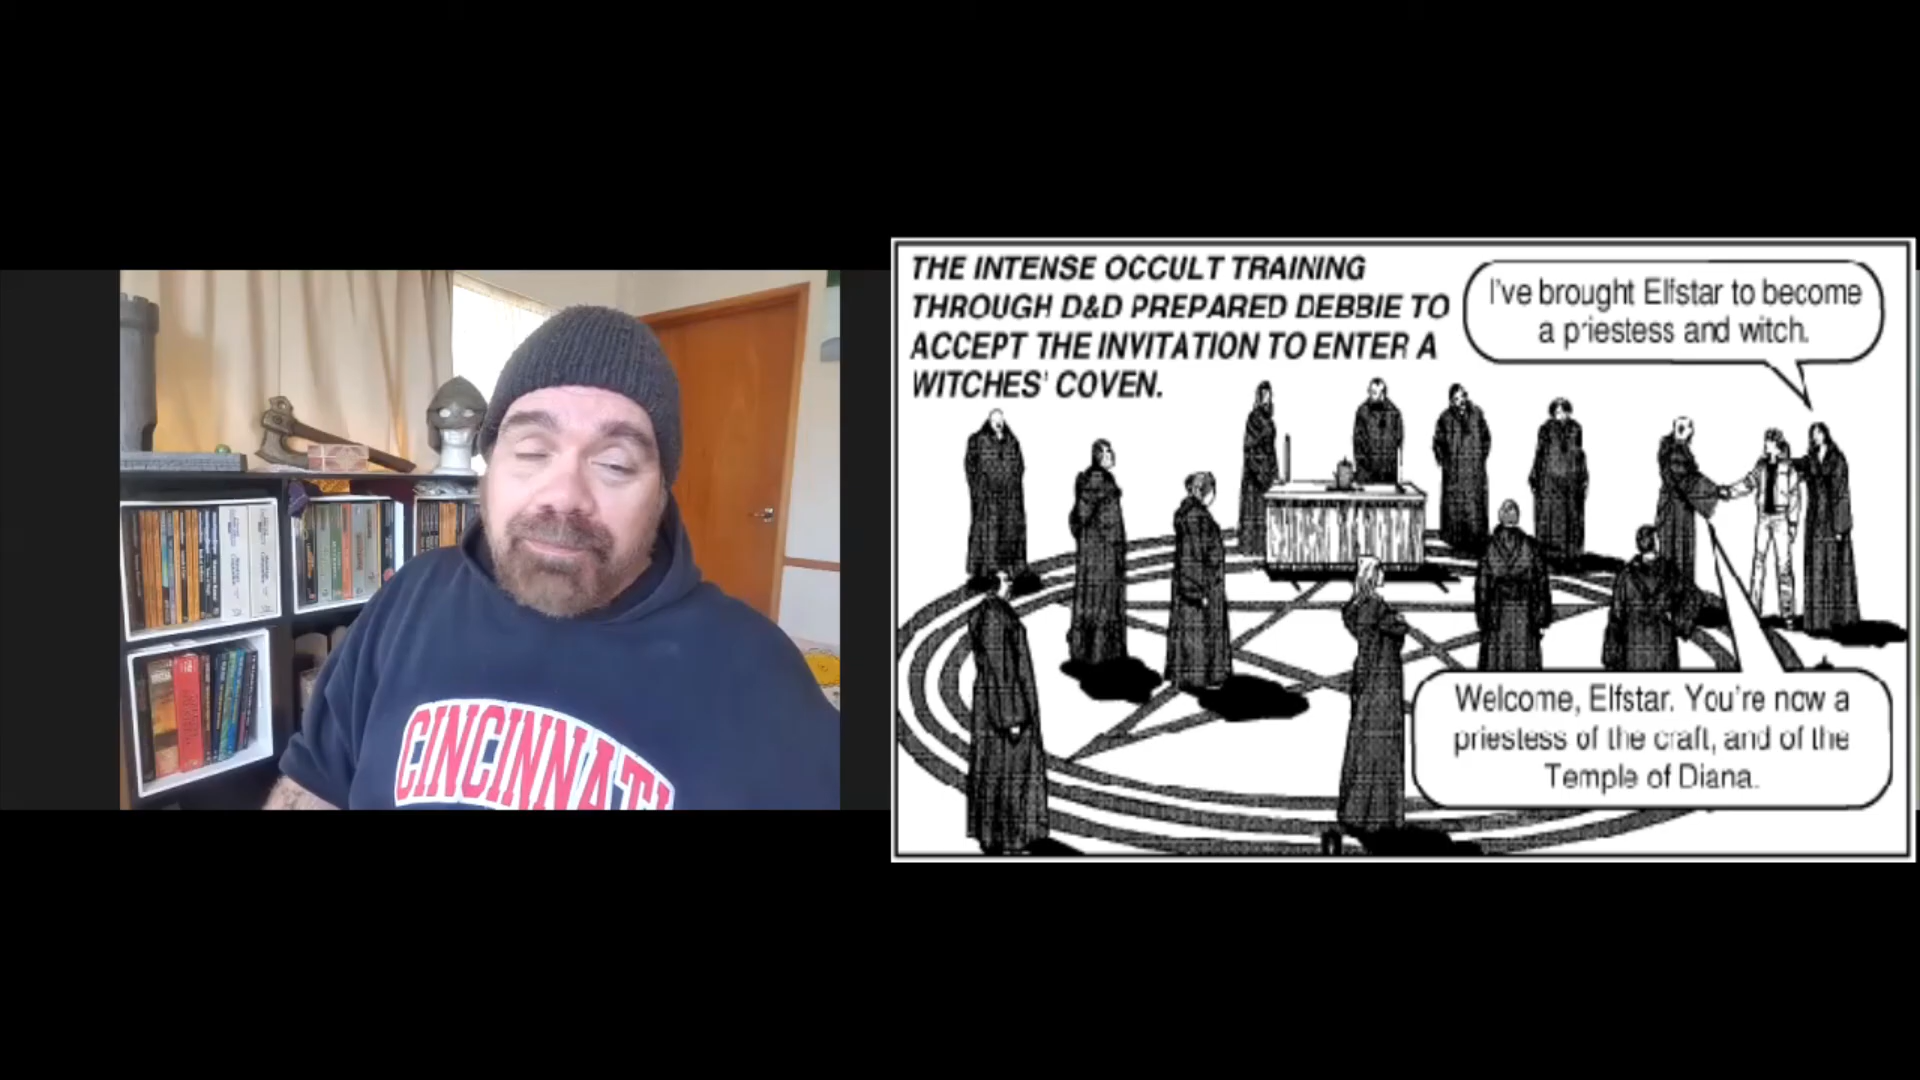 THE INTENSE OCCULT TRAINING
THROUGH D&D PREPARED DEBBIE TO
ACCEPT THE INVITATION TO ENTER A
WITCHES' COVEN.
I've brought Elfstar to become
a priestess and witch.
Welcome, Elfstar. You're now a
priestess of the craft, and of the
Temple of Diana.
CINCINNATI